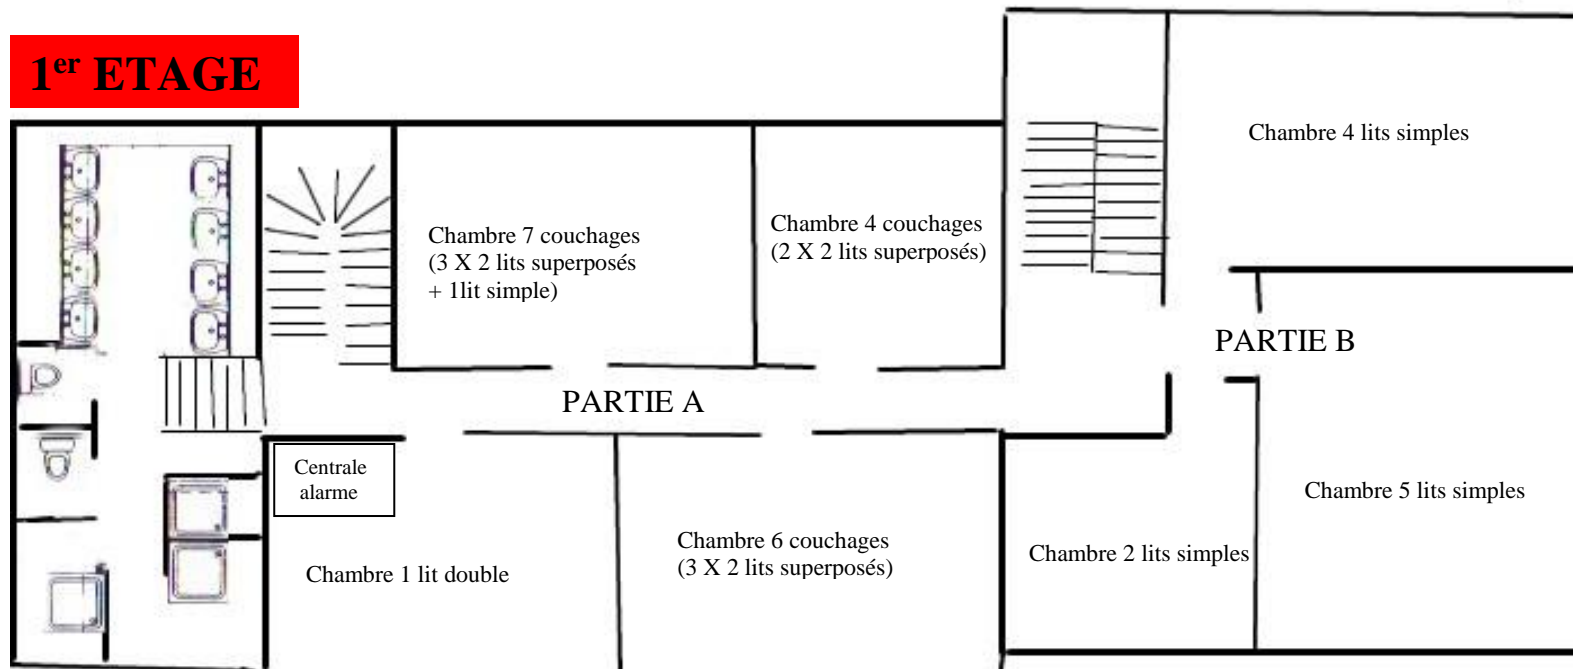 1er ETAGE
Chambre 4 lits simples
Chambre 7 couchages
(3 X 2 lits superposés
+ 1lit simple)
Chambre 4 couchages
(2 X 2 lits superposés)
PARTIE B
PARTIE A
Centrale
alarme
Chambre 1 lit double
Chambre 6 couchages
(3 X 2 lits superposés)
Chambre 2 lits simples
Chambre 5 lits simples